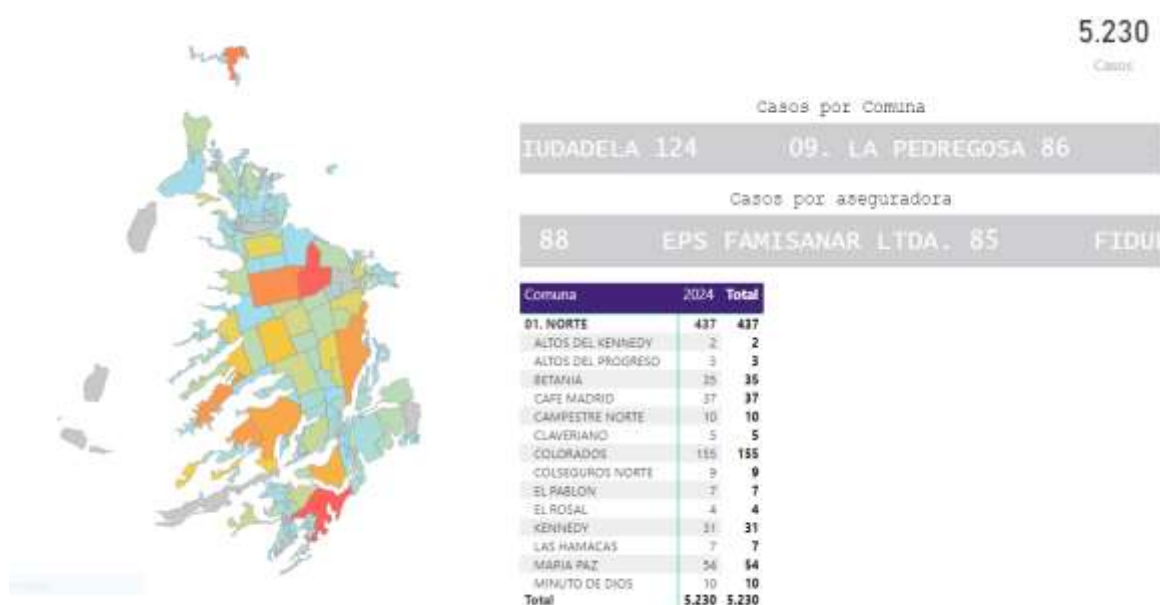 5.230
Casos
Casos por Comuna
IUDADELA 124 09. LA PEDREGOSA 86
Casos por aseguradora
88 EPS FAMISANAR LTDA. 85 FIDU
Comuna 2024 Total
01. NORTE 437 437
ALTOS DEL KENNEDY 2 2
ALTOS DEL PROGRESO 3 3
BETANIA 35 35
CAFE MADRID 37 37
CAMPESTRE NORTE 10 10
CLAVERIANO 5 5
COLORADOS 155 155
COLSEGUROS NORTE 9 9
EL PABLON 7 7
EL ROSAL 4 4
KENNEDY 31 31
LAS HAMACAS 7 7
MARIA PAZ 54 54
MINUTO DE DIOS 10 10
Total 5.230 5.230